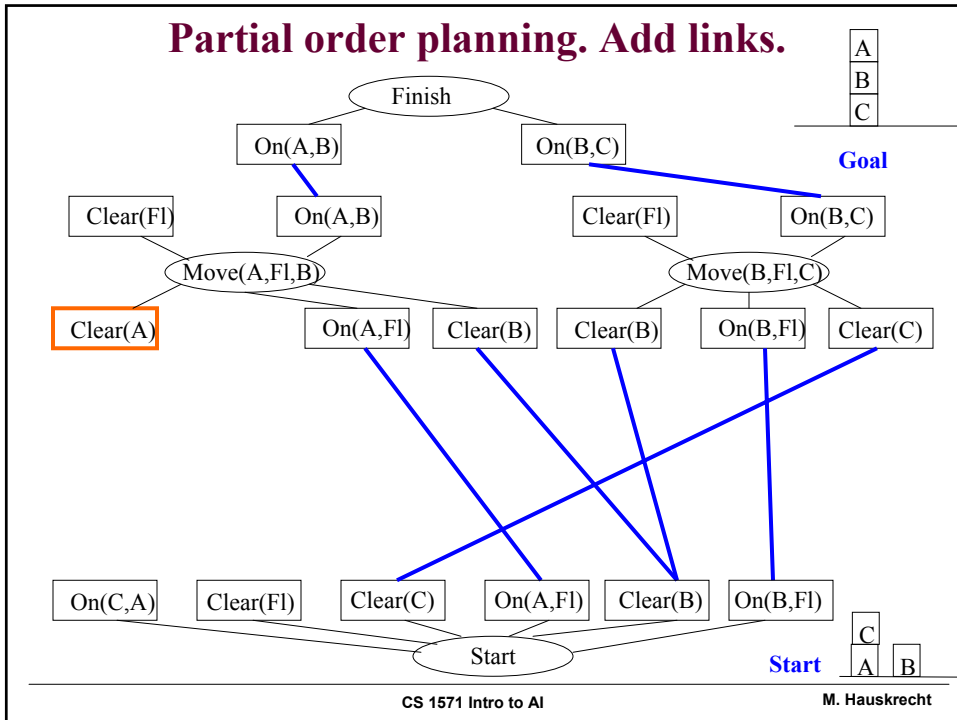 Partial order planning. Add links.
A
B
C
Goal
Finish
On(A,B) On(B,C)
Clear(Fl) On(A,B) Clear(Fl) On(B,C)
Move(A,Fl,B) Move(B,Fl,C)
Clear(A) On(A,Fl) Clear(B) Clear(B) On(B,Fl) Clear(C)
On(C,A) Clear(Fl) Clear(C) On(A,Fl) Clear(B) On(B,Fl)
Start
Start
C
A B
CS 1571 Intro to AI M. Hauskrecht